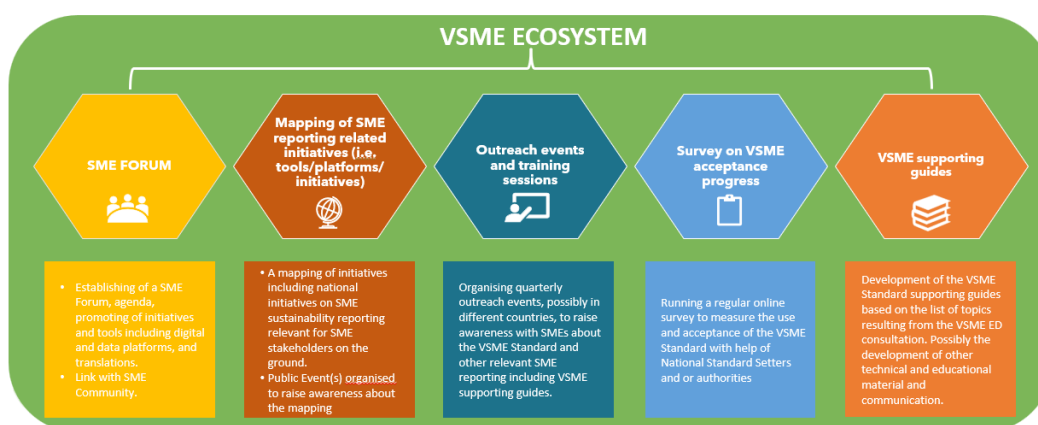 VSME ECOSYSTEM
SME FORUM
Mapping of SME
reporting related
initiatives (i.e.
tools/platforms/
initiatives)
Outreach events
and training
sessions
Survey on VSME
acceptance
progress
VSME supporting
guides
• Establishing of a SME
Forum, agenda,
promoting of initiatives
and tools including digital
and data platforms, and
translations.
• Link with SME
Community.
• A mapping of initiatives
including national
initiatives on SME
sustainability reporting
relevant for SME
stakeholders on the
ground.
• Public Event(s) organised
to raise awareness about
the mapping
Organising quarterly
outreach events, possibly in
different countries, to raise
awareness with SMEs about
the VSME Standard and
other relevant SME
reporting including VSME
supporting guides.
Running a regular online
survey to measure the use
and acceptance of the VSME
Standard with help of
National Standard Setters
and or authorities
Development of the VSME
Standard supporting guides
based on the list of topics
resulting from the VSME ED
consultation. Possibly the
development of other
technical and educational
material and
communication.